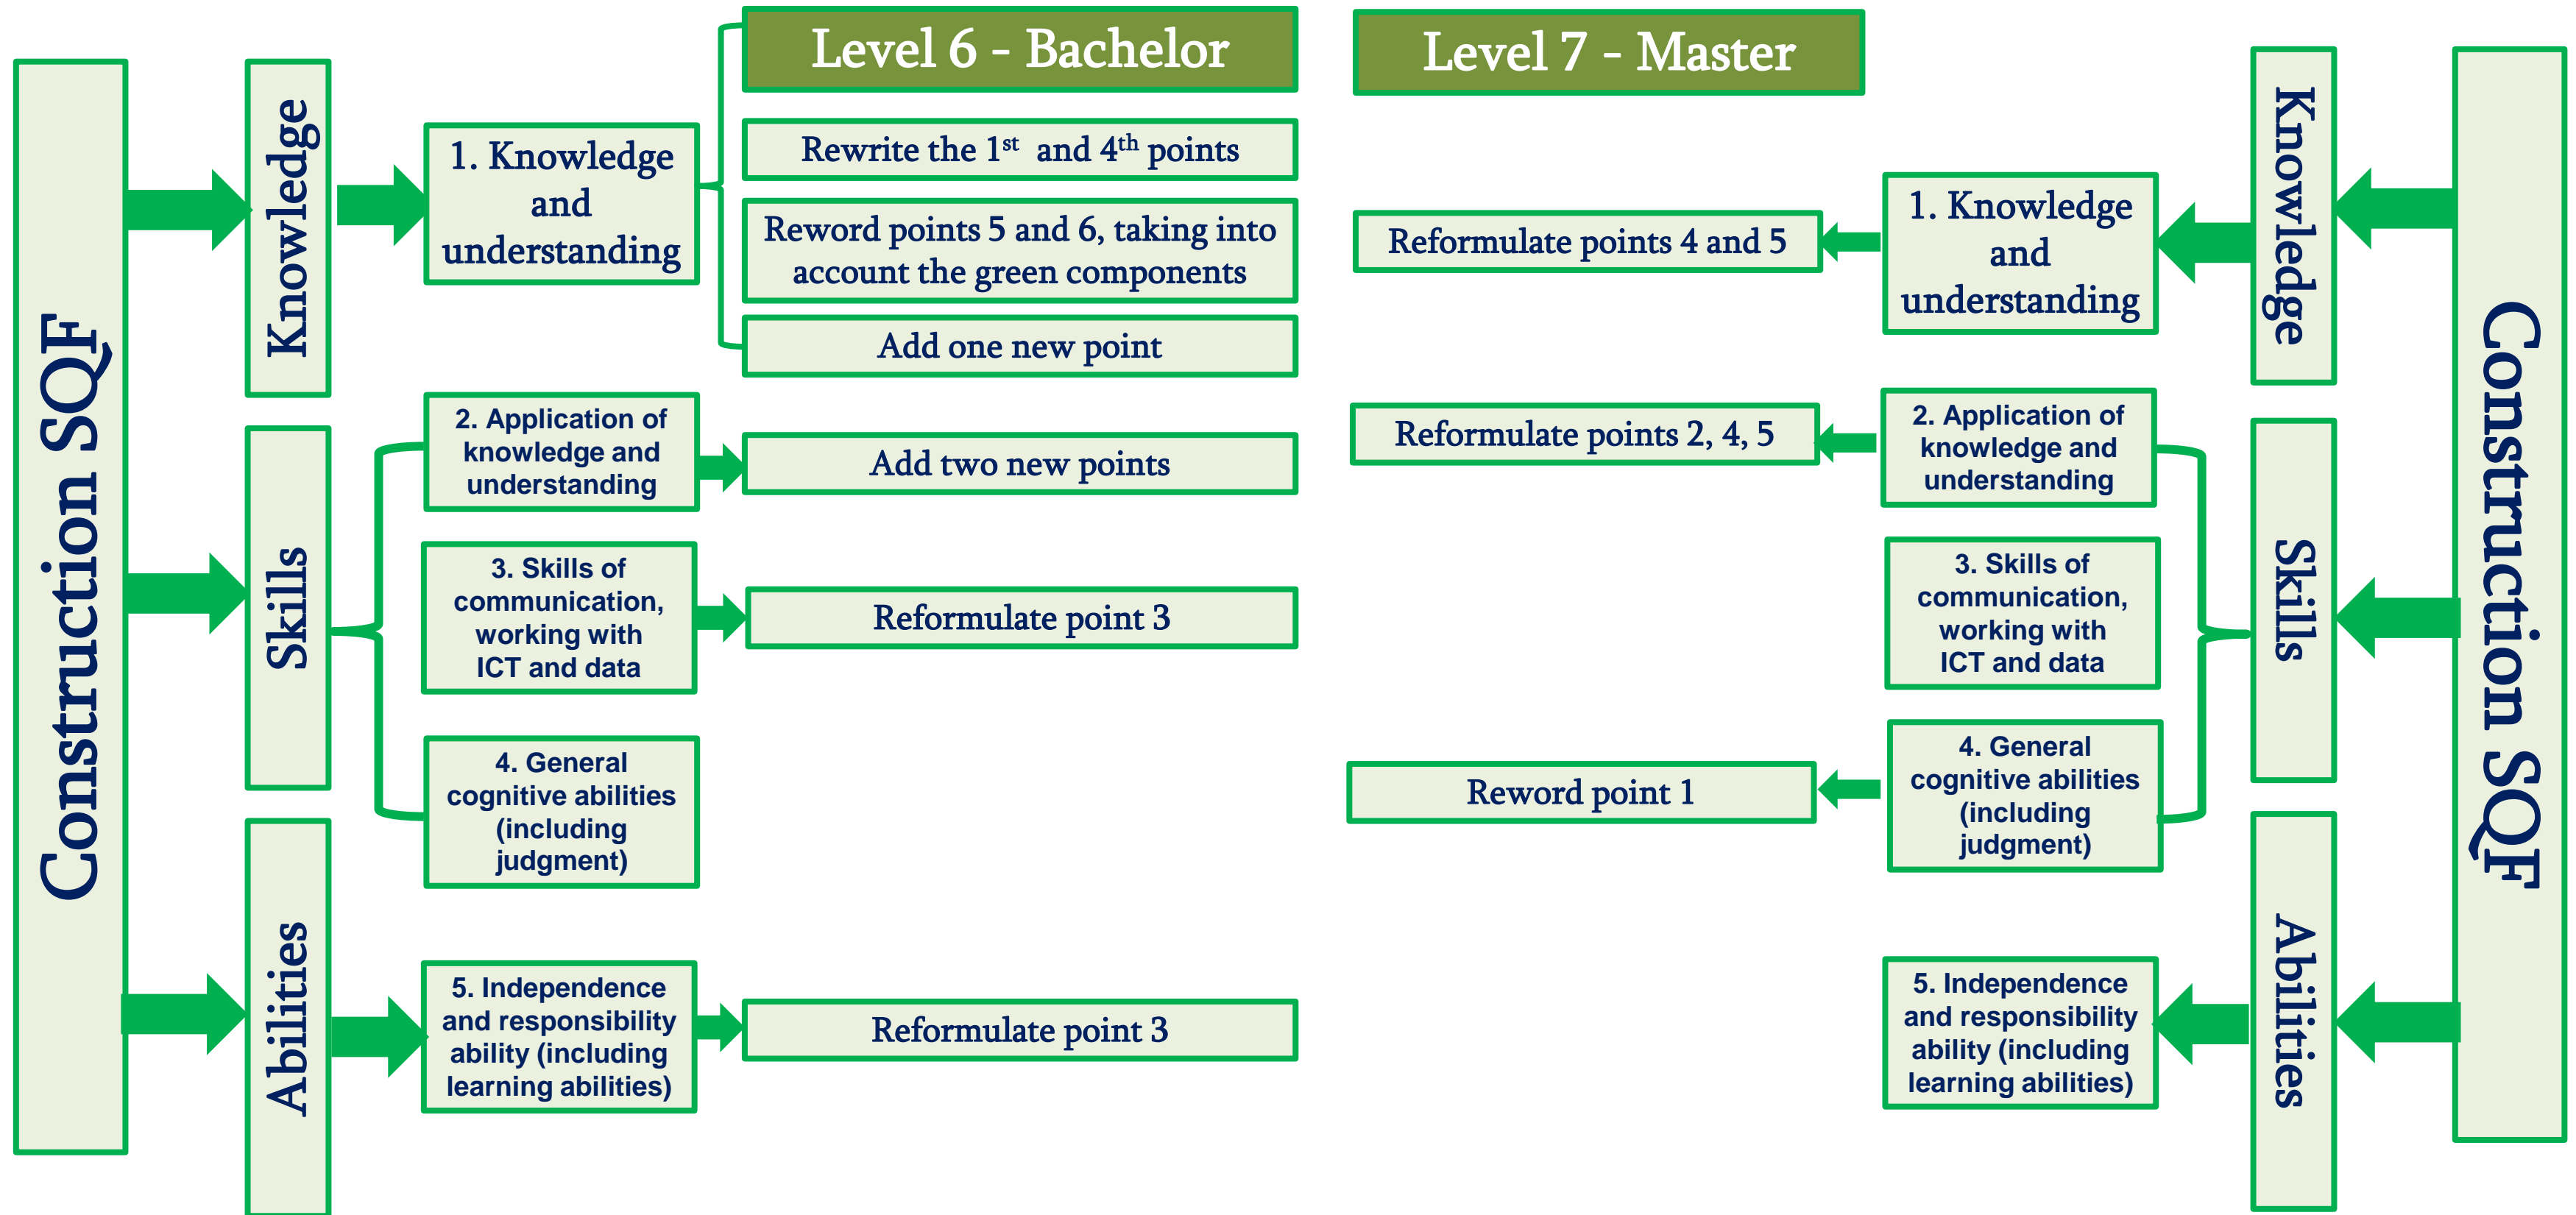 Construction SQF
Knowledge
Skills
Abilities
1. Knowledge
and
understanding
2. Application of
knowledge and
understanding
3. Skills of
communication,
working with
ICT and data
4. General
cognitive abilities
(including
judgment)
5. Independence
and responsibility
ability (including
learning abilities)
Level 6 - Bachelor
Rewrite the 1st and 4th points
Reword points 5 and 6, taking into
account the green components
Add one new point
Add two new points
Reformulate point 3
Reformulate point 3
Level 7 - Master
Reformulate points 4 and 5
Reformulate points 2, 4, 5
Reword point 1
1. Knowledge
and
understanding
2. Application of
knowledge and
understanding
3. Skills of
communication,
working with
ICT and data
4. General
cognitive abilities
(including
judgment)
5. Independence
and responsibility
ability (including
learning abilities)
Knowledge
Skills
Abilities
Construction SQF